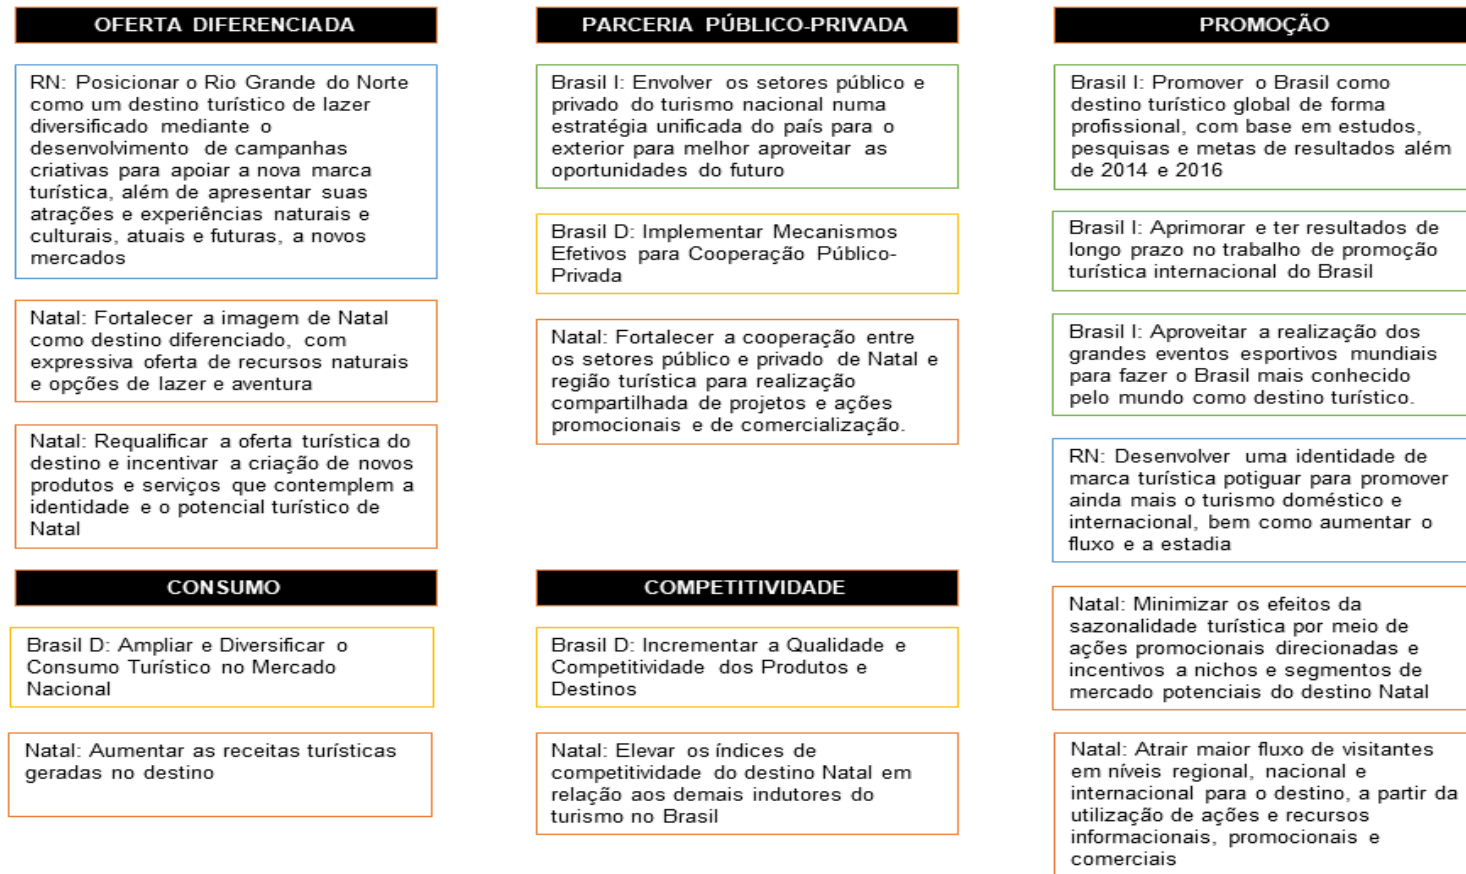 OFERTA DIFERENCIADA
RN: Posicionar o Rio Grande do Norte
como um destino turístico de lazer
diversificado mediante o
desenvolvimento de campanhas
criativas para apoiar a nova marca
turística, além de apresentar suas
atrações e experiências naturais e
culturais, atuais e futuras, a novos
mercados
Natal: Fortalecer a imagem de Natal
como destino diferenciado, com
expressiva oferta de recursos naturais
e opções de lazer e aventura
Natal: Requalificar a oferta turística do
destino e incentivar a criação de novos
produtos e serviços que contemplem a
identidade e o potencial turístico de
Natal
CONSUMO
Brasil D: Ampliar e Diversificar o
Consumo Turístico no Mercado
Nacional
Natal: Aumentar as receitas turísticas
geradas no destino
PARCERIA PÚBLICO-PRIVADA
Brasil I: Envolver os setores público e
privado do turismo nacional numa
estratégia unificada do país para o
exterior para melhor aproveitar as
oportunidades do futuro
Brasil D: Implementar Mecanismos
Efetivos para Cooperação Público-
Privada
Natal: Fortalecer a cooperação entre
os setores público e privado de Natal e
região turística para realização
compartilhada de projetos e ações
promocionais e de comercialização.
COMPETITIVIDADE
Brasil D: Incrementar a Qualidade e
Competitividade dos Produtos e
Destinos
Natal: Elevar os índices de
competitividade do destino Natal em
relação aos demais indutores do
turismo no Brasil
PROMOÇÃO
Brasil I: Promover o Brasil como
destino turístico global de forma
profissional, com base em estudos,
pesquisas e metas de resultados além
de 2014 e 2016
Brasil I: Aprimorar e ter resultados de
longo prazo no trabalho de promoção
turística internacional do Brasil
Brasil I: Aproveitar a realização dos
grandes eventos esportivos mundiais
para fazer o Brasil mais conhecido
pelo mundo como destino turístico.
RN: Desenvolver uma identidade de
marca turística potiguar para promover
ainda mais o turismo doméstico e
internacional, bem como aumentar o
fluxo e a estadia
Natal: Minimizar os efeitos da
sazonalidade turística por meio de
ações promocionais direcionadas e
incentivos a nichos e segmentos de
mercado potenciais do destino Natal
Natal: Atrair maior fluxo de visitantes
em níveis regional, nacional e
internacional para o destino, a partir da
utilização de ações e recursos
informacionais, promocionais e
comerciais